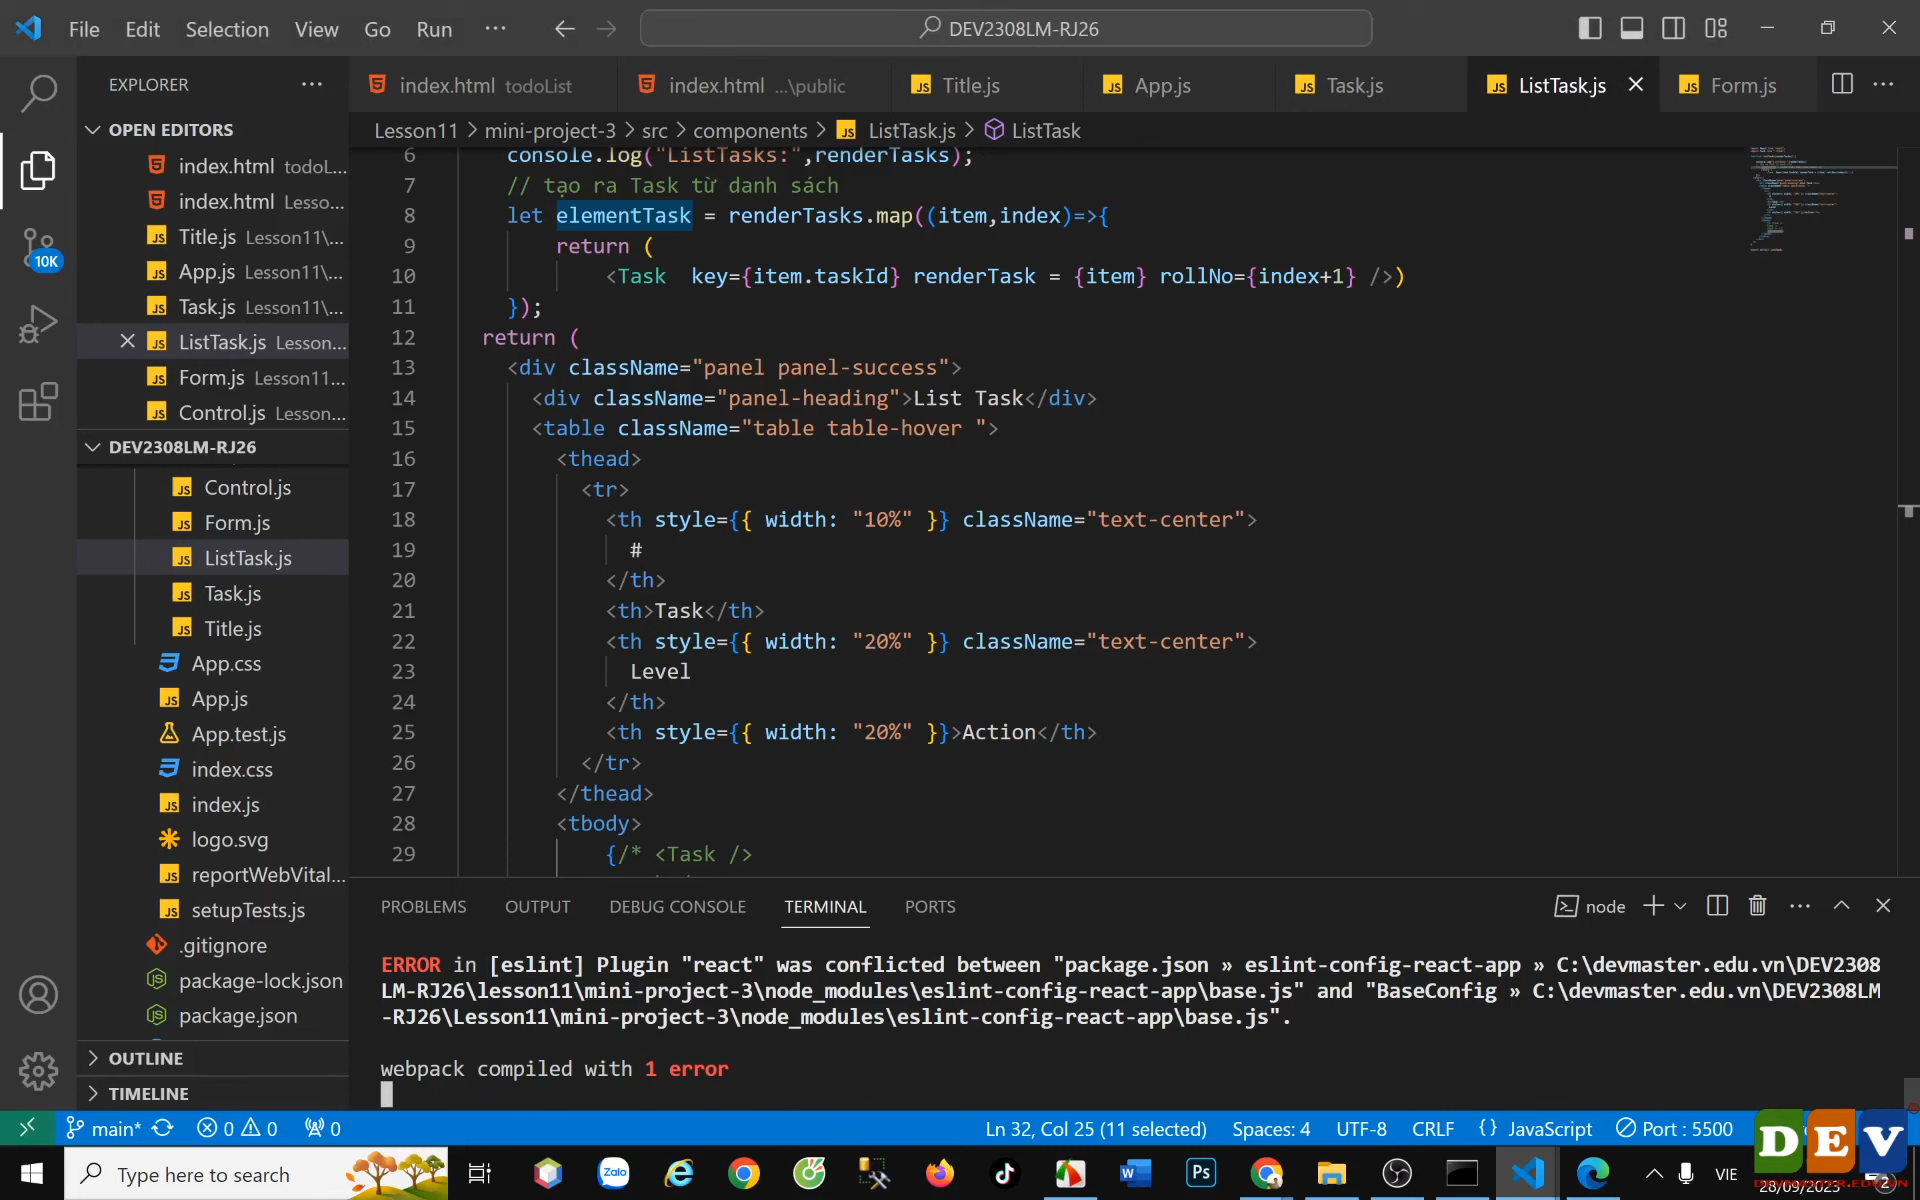 File Edit Selection View Go Run ··· DEV2308LM-RJ26
EXPLORER ···
index.html todoList index.html ...\public Title.js App.js Task.js ListTask.js Form.js ···
Lesson11 > mini-project-3 > src > components > ListTask.js > ListTask
OPEN EDITORS
index.html todoL...
index.html Lesso...
Title.js Lesson11\...
App.js Lesson11\...
Task.js Lesson11\...
ListTask.js Lesson...
Form.js Lesson11...
Control.js Lesson...
DEV2308LM-RJ26
Control.js
Form.js
ListTask.js
Task.js
Title.js
App.css
App.js
App.test.js
index.css
index.js
logo.svg
reportWebVital...
setupTests.js
.gitignore
package-lock.json
package.json
OUTLINE
TIMELINE
10K
6 console.log("ListTasks:",renderTasks);
7 // tạo ra Task từ danh sách
8 let elementTask = renderTasks.map((item,index)=>{
9 return (
10 <Task key={item.taskId} renderTask = {item} rollNo={index+1} />)
11 });
12 return (
13 <div className="panel panel-success">
14 <div className="panel-heading">List Task</div>
15 <table className="table table-hover ">
16 <thead>
17 <tr>
18 <th style={{ width: "10%" }} className="text-center">
19 #
20 </th>
21 <th>Task</th>
22 <th style={{ width: "20%" }} className="text-center">
23 Level
24 </th>
25 <th style={{ width: "20%" }}>Action</th>
26 </tr>
27 </thead>
28 <tbody>
29 {/* <Task />
PROBLEMS OUTPUT DEBUG CONSOLE TERMINAL PORTS node ···
ERROR in [eslint] Plugin "react" was conflicted between "package.json » eslint-config-react-app » C:\devmaster.edu.vn\DEV2308
LM-RJ26\lesson11\mini-project-3\node_modules\eslint-config-react-app\base.js" and "BaseConfig » C:\devmaster.edu.vn\DEV2308LM
-RJ26\Lesson11\mini-project-3\node_modules\eslint-config-react-app\base.js".
webpack compiled with 1 error
main* 0 0 0 Ln 32, Col 25 (11 selected) Spaces: 4 UTF-8 CRLF {} JavaScript Port : 5500
Type here to search Zalo W Ps VIE 28/09/2023 2
DEV
DEVMASTER.EDU.VN